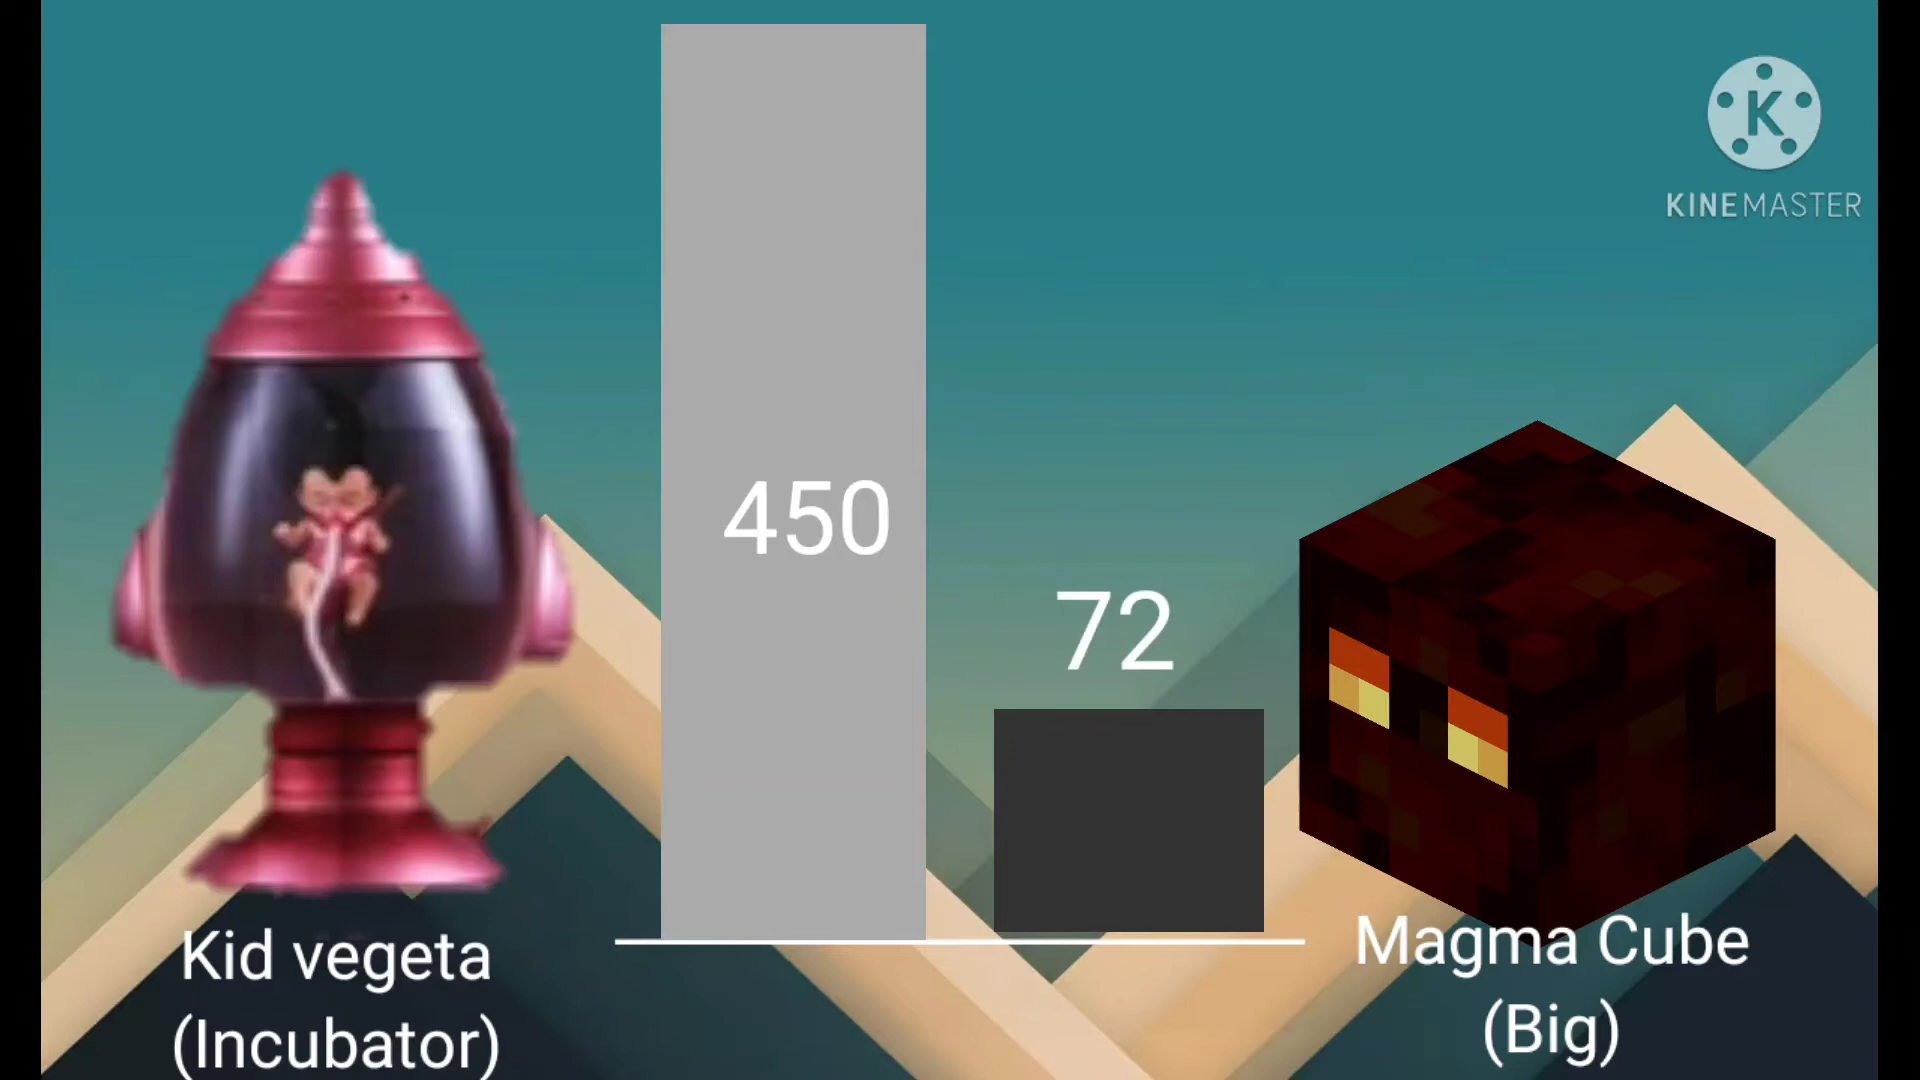 K
KINEMASTER
450
72
Kid vegeta
(Incubator)
Magma Cube
(Big)